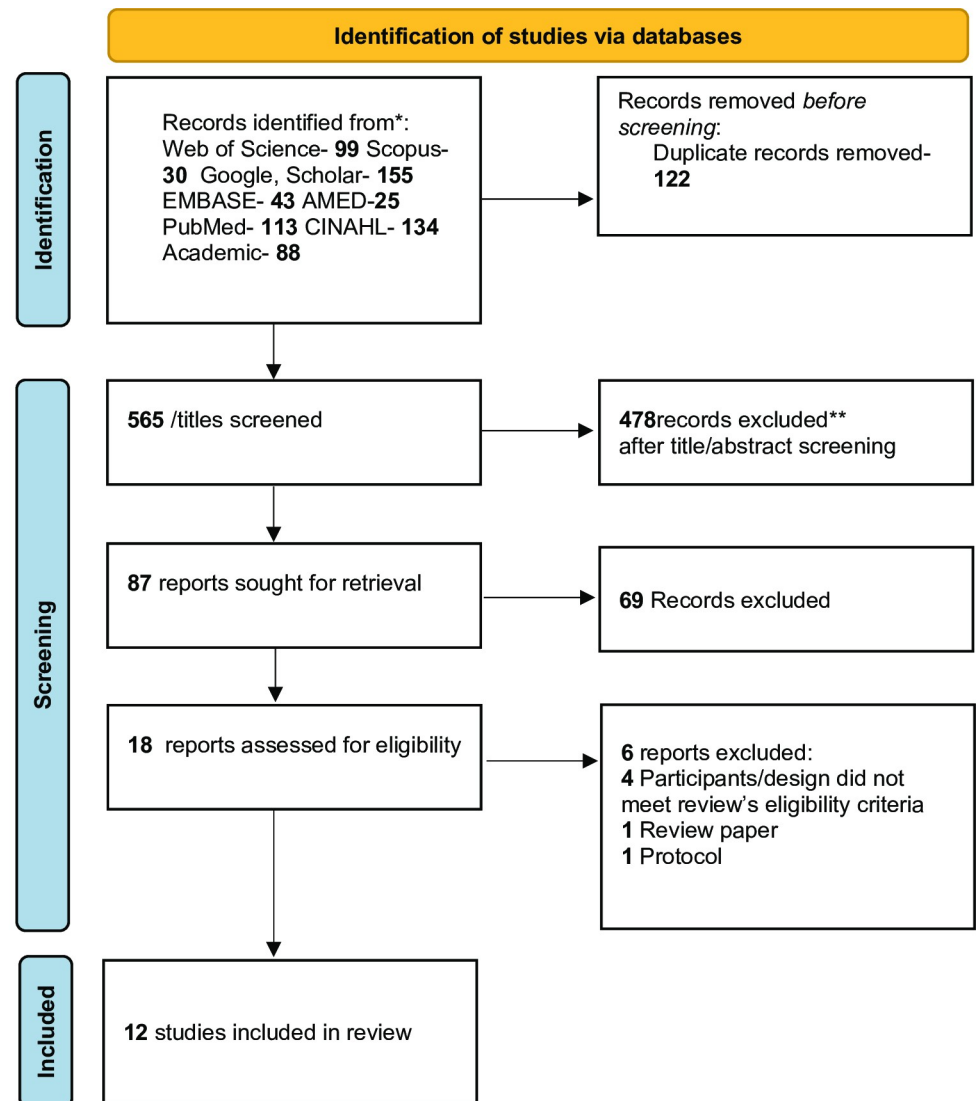 Identification of studies via databases
Identification
Records identified from*:
Web of Science- 99 Scopus-
30 Google, Scholar- 155
EMBASE- 43 AMED-25
PubMed- 113 CINAHL- 134
Academic- 88
Records removed before
screening:
Duplicate records removed-
122
Screening
565 /titles screened
478records excluded**
after title/abstract screening
87 reports sought for retrieval
69 Records excluded
18 reports assessed for eligibility
6 reports excluded:
4 Participants/design did not
meet review’s eligibility criteria
1 Review paper
1 Protocol
Included
12 studies included in review